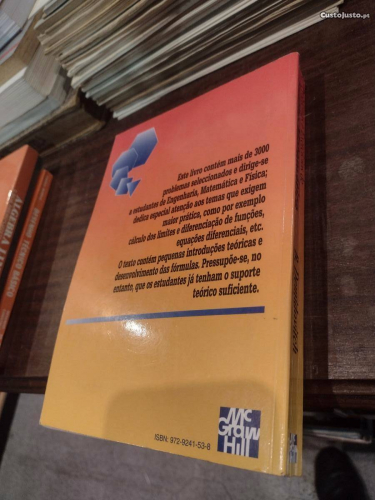 CustoJusto.pt
Este livro contém mais de 3000
problemas seleccionados e dirige-se
a estudantes de Engenharia, Matemática e Física;
dedica especial atenção aos temas que exigem
maior prática, como por exemplo
cálculo dos limites e diferenciação de funções,
equações diferenciais, etc.
O texto contém pequenas introduções teóricas e
desenvolvimento das fórmulas. Pressupõe-se, no
entanto, que os estudantes já tenham o suporte
teórico suficiente.
Mc
Graw
Hill
ISBN: 972-9241-53-8